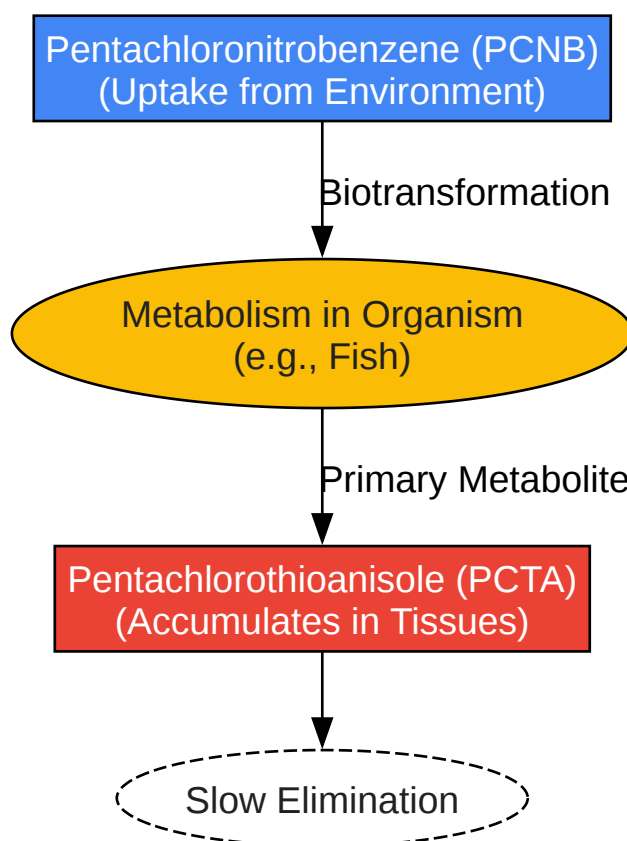 Pentachloronitrobenzene (PCNB)
(Uptake from Environment)
Biotransformation
Metabolism in Organism
(e.g., Fish)
Primary Metabolite
Pentachlorothioanisole (PCTA)
(Accumulates in Tissues)
Slow Elimination